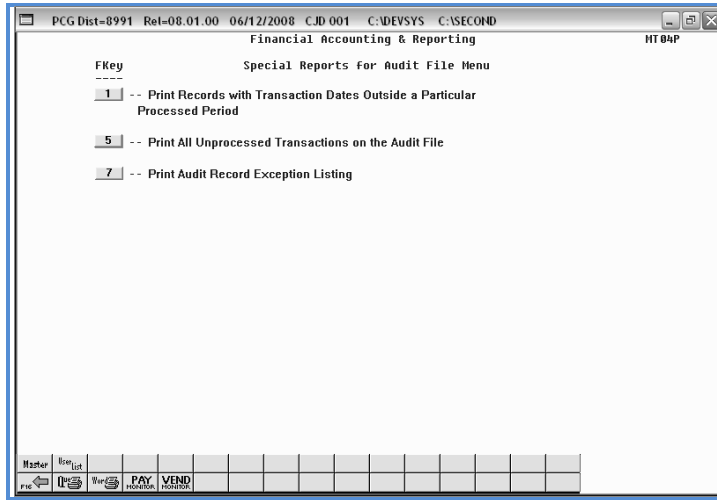 PCG Dist=8991 Rel=08.01.00 06/12/2008 CJD 001 C:\DEVSYS C:\SECOND
Financial Accounting & Reporting MT04P
FKey Special Reports for Audit File Menu
----
1 -- Print Records with Transaction Dates Outside a Particular
Processed Period
5 -- Print All Unprocessed Transactions on the Audit File
7 -- Print Audit Record Exception Listing
Master User List
F16 Que Word PAY MONITOR VEND MONITOR